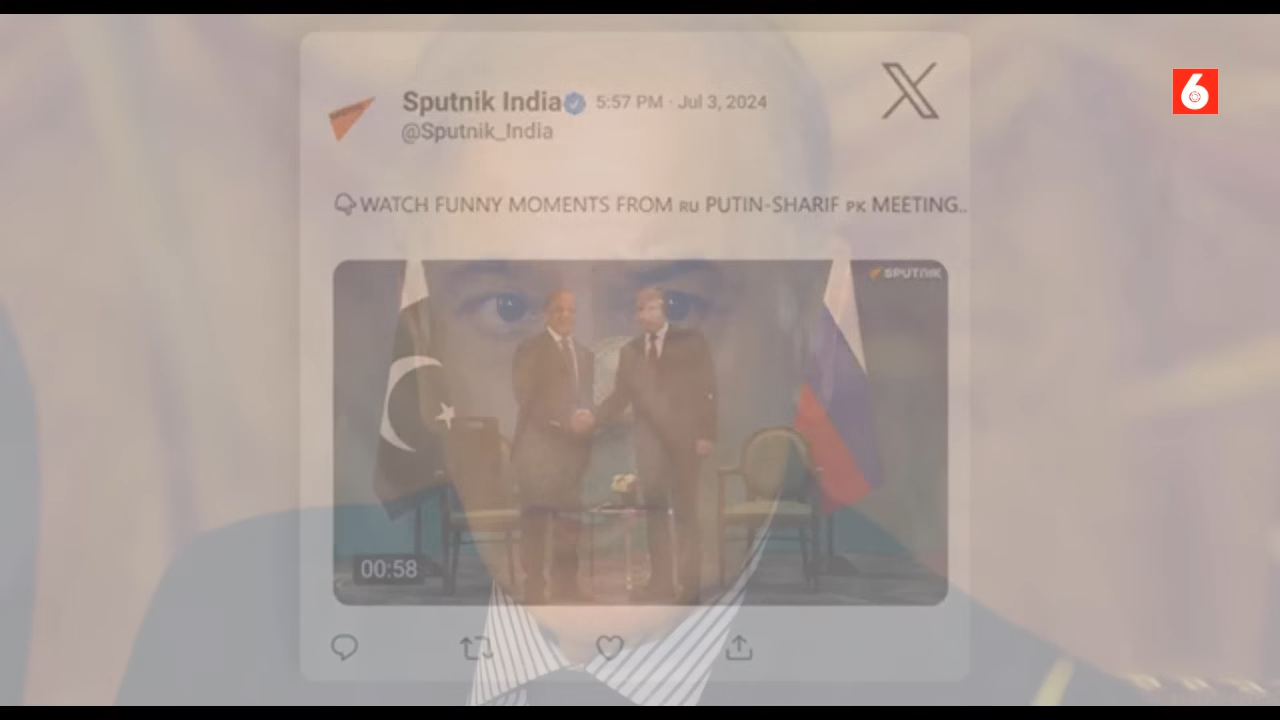 Sputnik India 5:57 PM · Jul 3, 2024
@Sputnik_India
WATCH FUNNY MOMENTS FROM RU PUTIN-SHARIF PK MEETING..
SPUTNIK
00:58
6